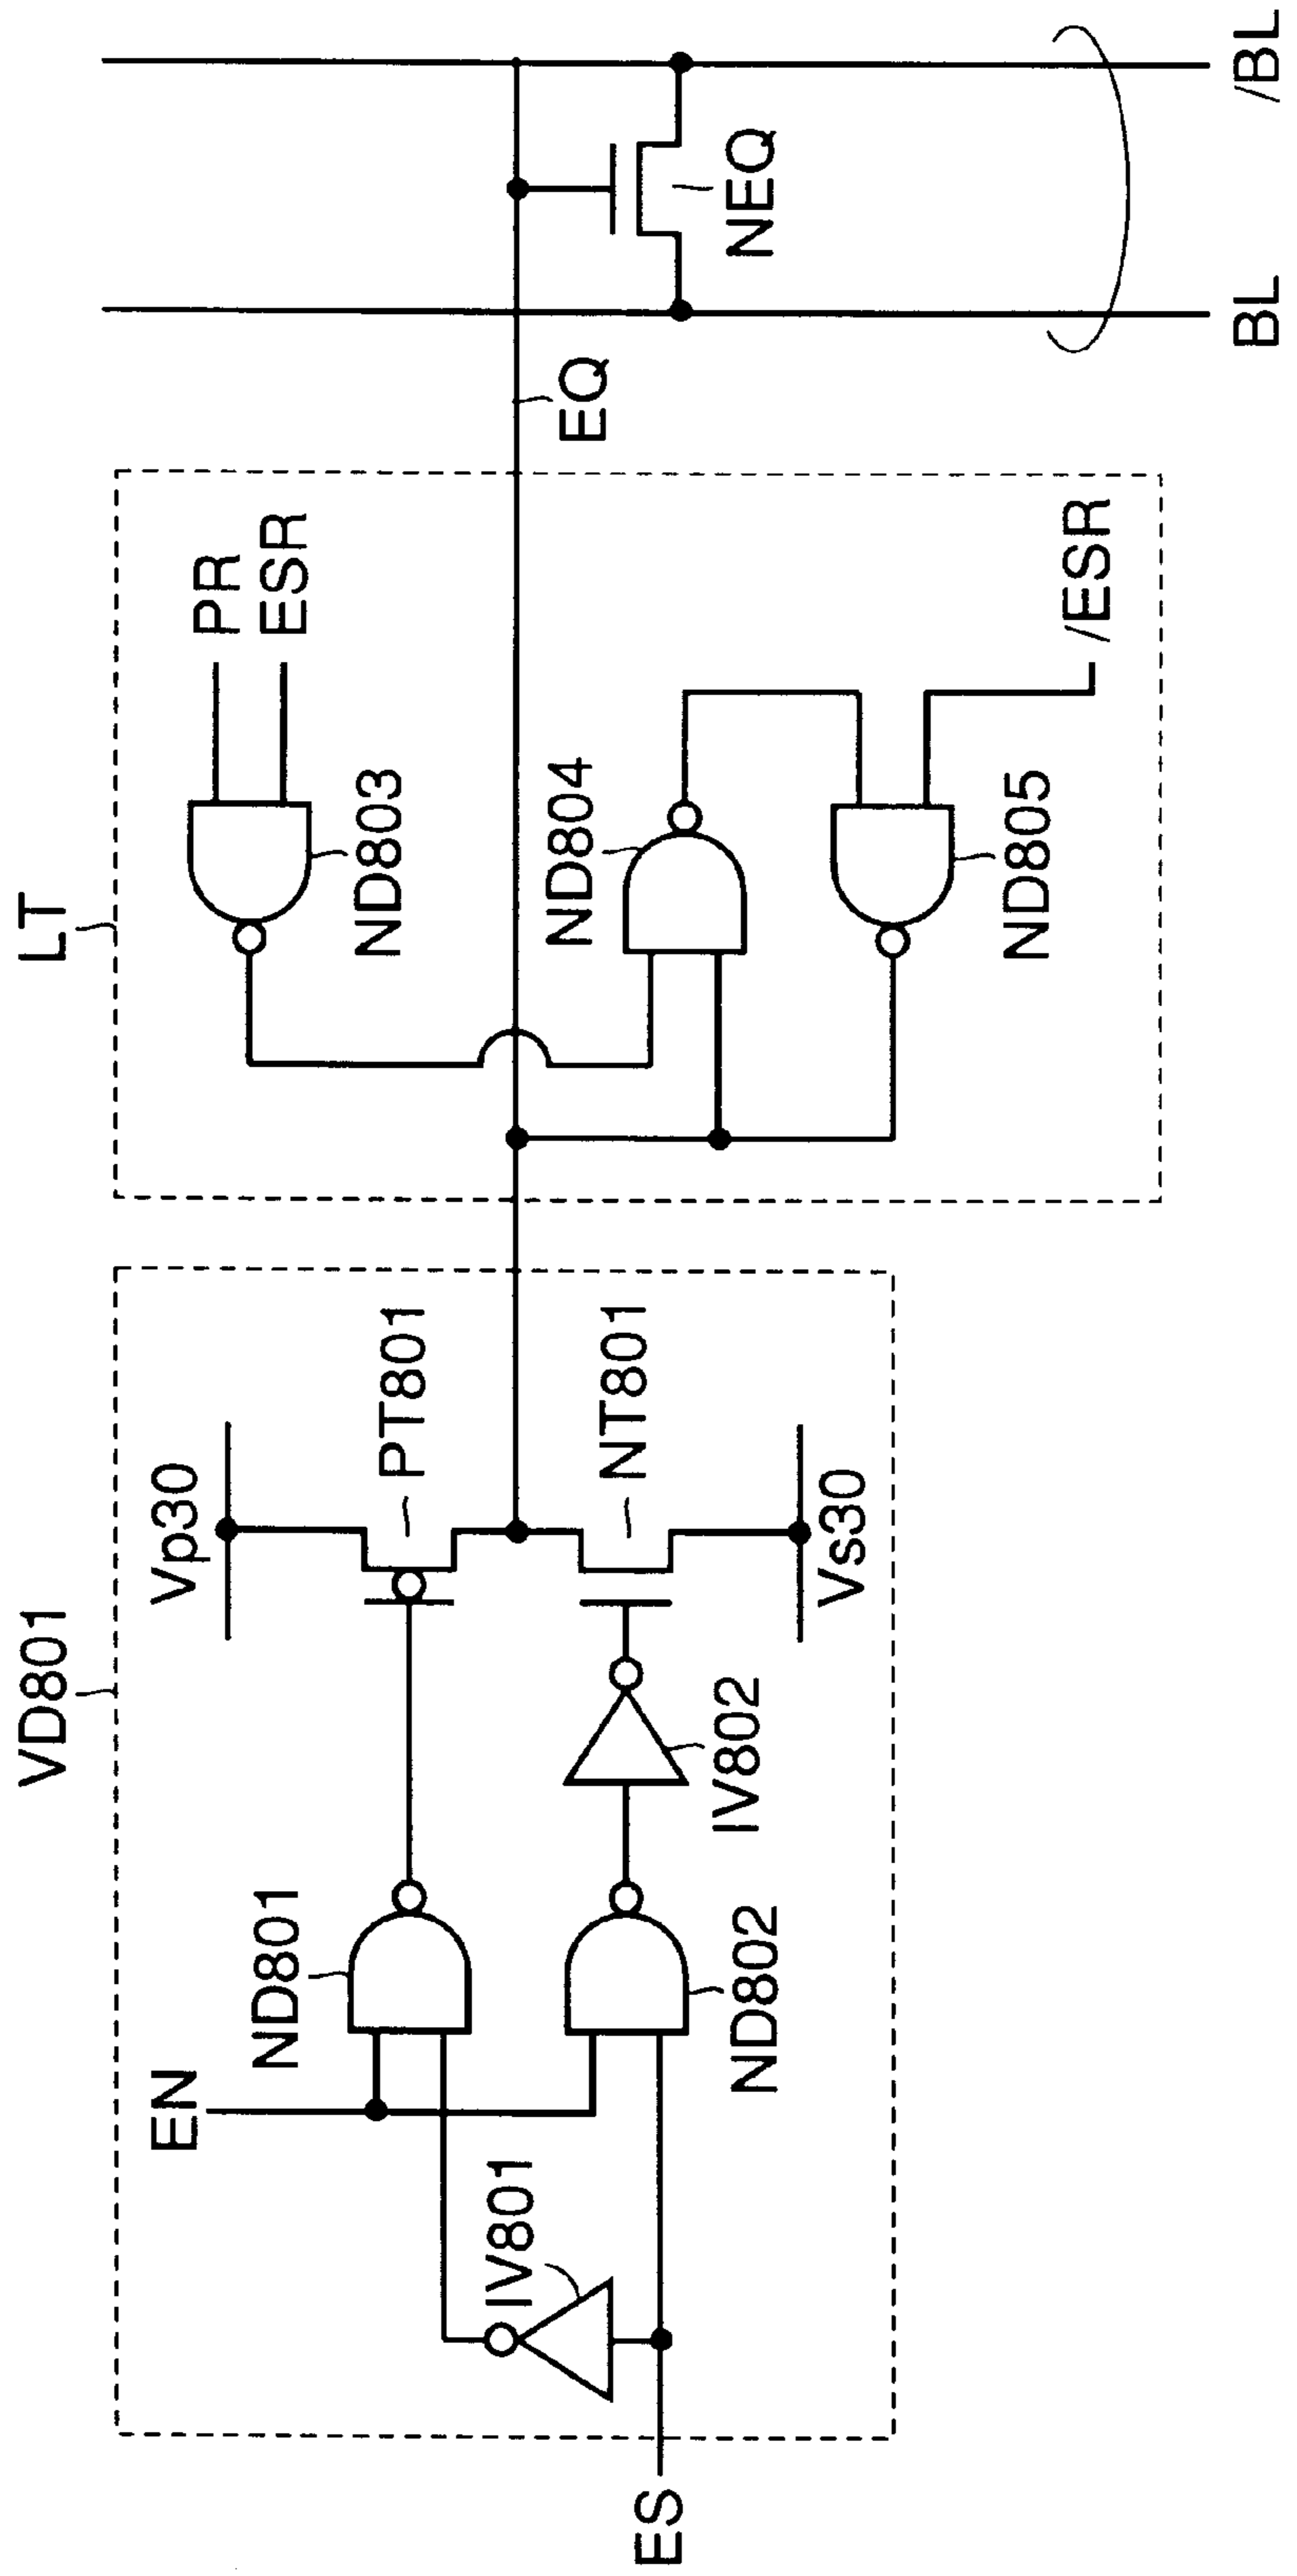 VD801
LT
EN
Vp30
PR
ESR
ND801
PT801
ND803
IV801
EQ
ND804
NT801
NEQ
ES
ND802
IV802
Vs30
ND805
/ESR
BL
/BL